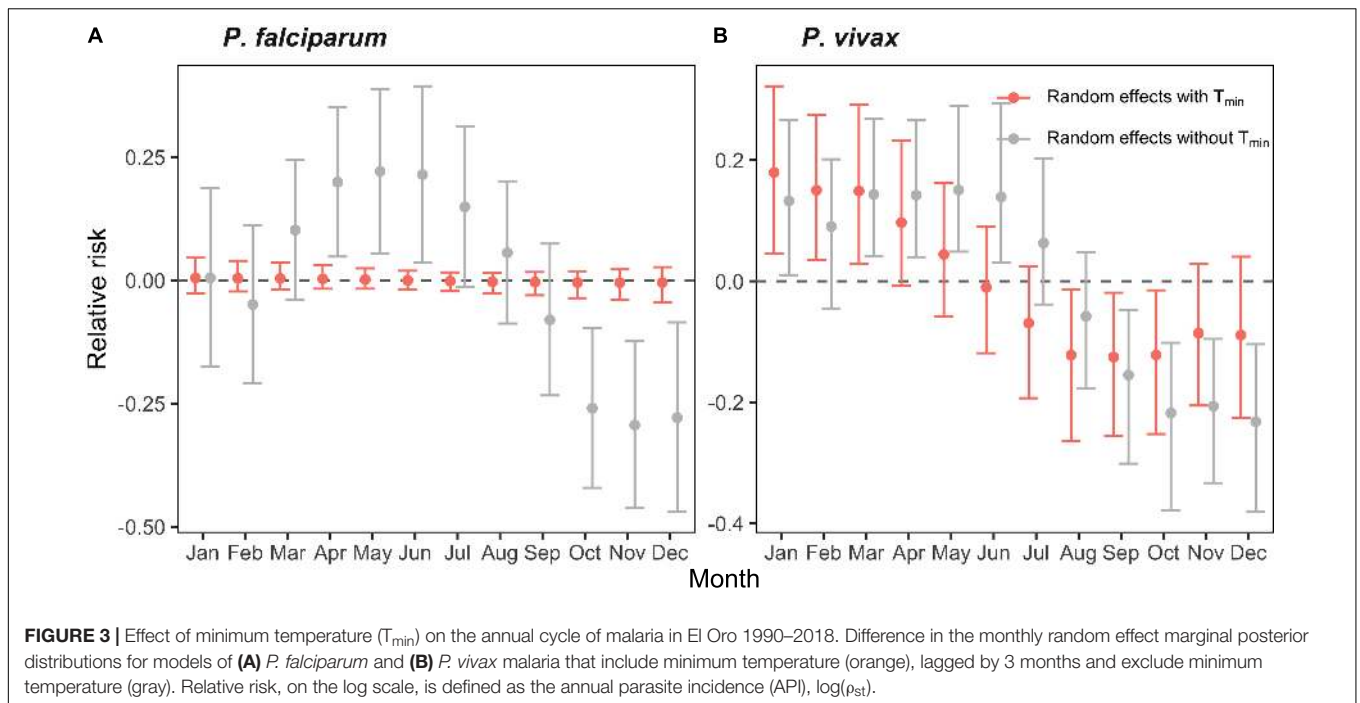 A P. falciparum
B P. vivax
Relative risk
0.25
0.00
-0.25
-0.50
Jan Feb Mar Apr May Jun Jul Aug Sep Oct Nov Dec
0.2
0.0
-0.2
-0.4
Random effects with Tmin
Random effects without Tmin
Jan Feb Mar Apr May Jun Jul Aug Sep Oct Nov Dec
Month
FIGURE 3 | Effect of minimum temperature (Tmin) on the annual cycle of malaria in El Oro 1990–2018. Difference in the monthly random effect marginal posterior
distributions for models of (A) P. falciparum and (B) P. vivax malaria that include minimum temperature (orange), lagged by 3 months and exclude minimum
temperature (gray). Relative risk, on the log scale, is defined as the annual parasite incidence (API), log(ρst).